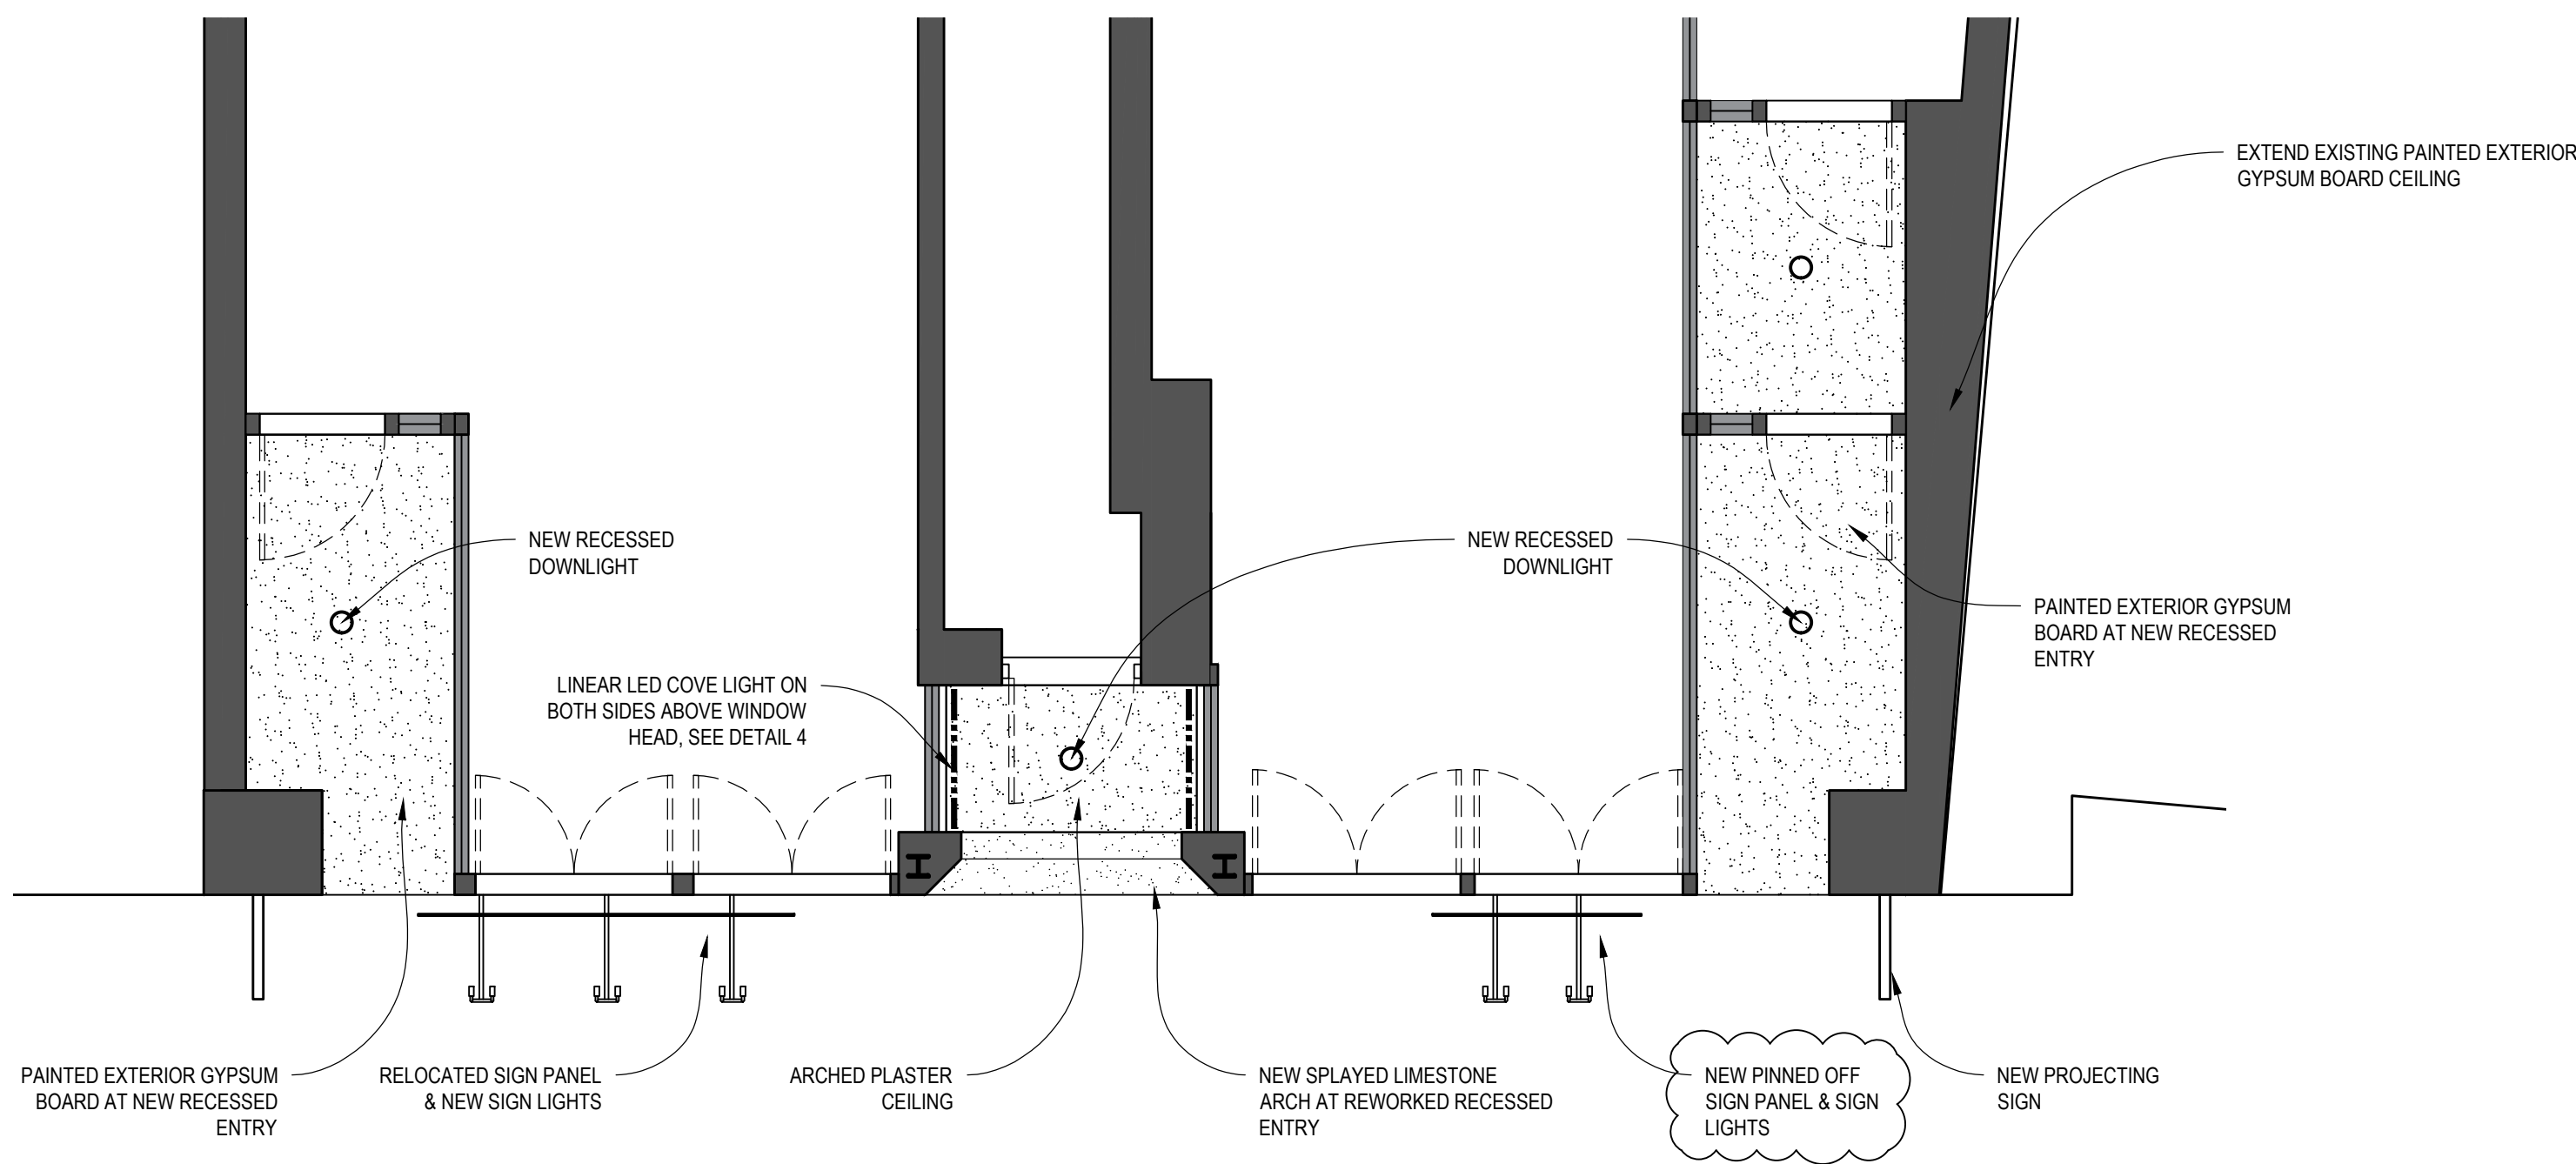 EXTEND EXISTING PAINTED EXTERIOR
GYPSUM BOARD CEILING
NEW RECESSED
DOWNLIGHT
NEW RECESSED
DOWNLIGHT
PAINTED EXTERIOR GYPSUM
BOARD AT NEW RECESSED
ENTRY
LINEAR LED COVE LIGHT ON
BOTH SIDES ABOVE WINDOW
HEAD, SEE DETAIL 4
PAINTED EXTERIOR GYPSUM
BOARD AT NEW RECESSED
ENTRY
RELOCATED SIGN PANEL
& NEW SIGN LIGHTS
ARCHED PLASTER
CEILING
NEW SPLAYED LIMESTONE
ARCH AT REWORKED RECESSED
ENTRY
NEW PINNED OFF
SIGN PANEL & SIGN
LIGHTS
NEW PROJECTING
SIGN